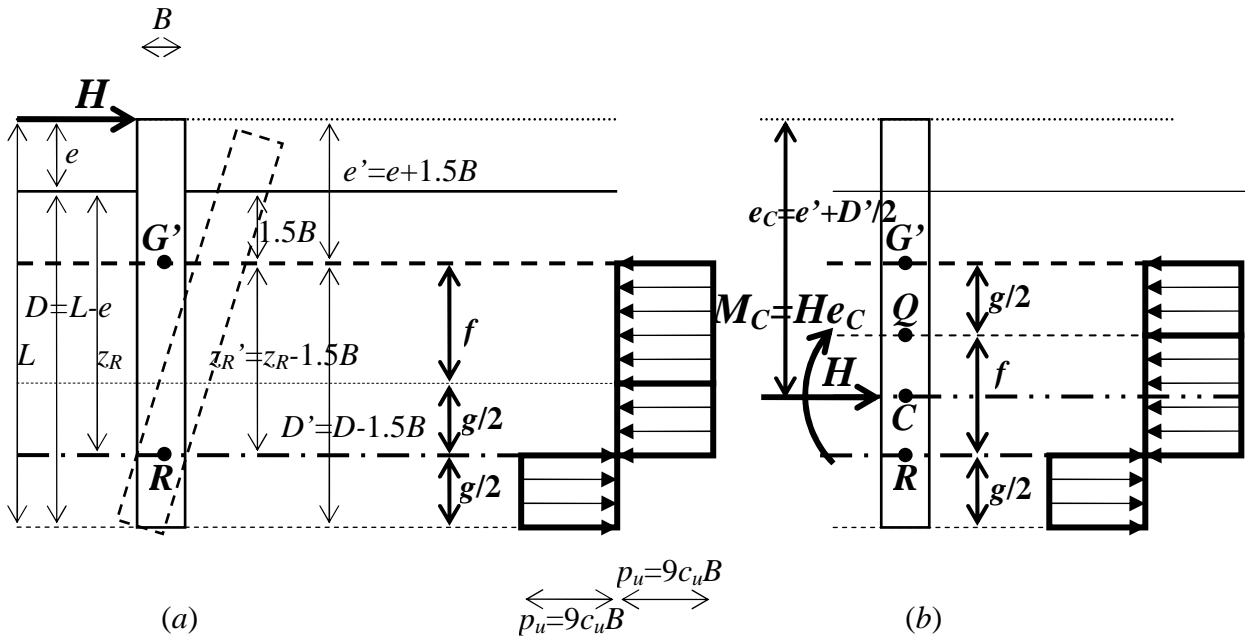 B
H
e
e’=e+1.5B
e_C=e’+D’/2
1.5B
G’
G’
D=L-e
f
g/2
M_C=He_C
Q
L
z_R
z_R’=z_R-1.5B
H
f
D’=D-1.5B
g/2
C
R
R
g/2
g/2
p_u=9c_uB
(a)
p_u=9c_uB
(b)